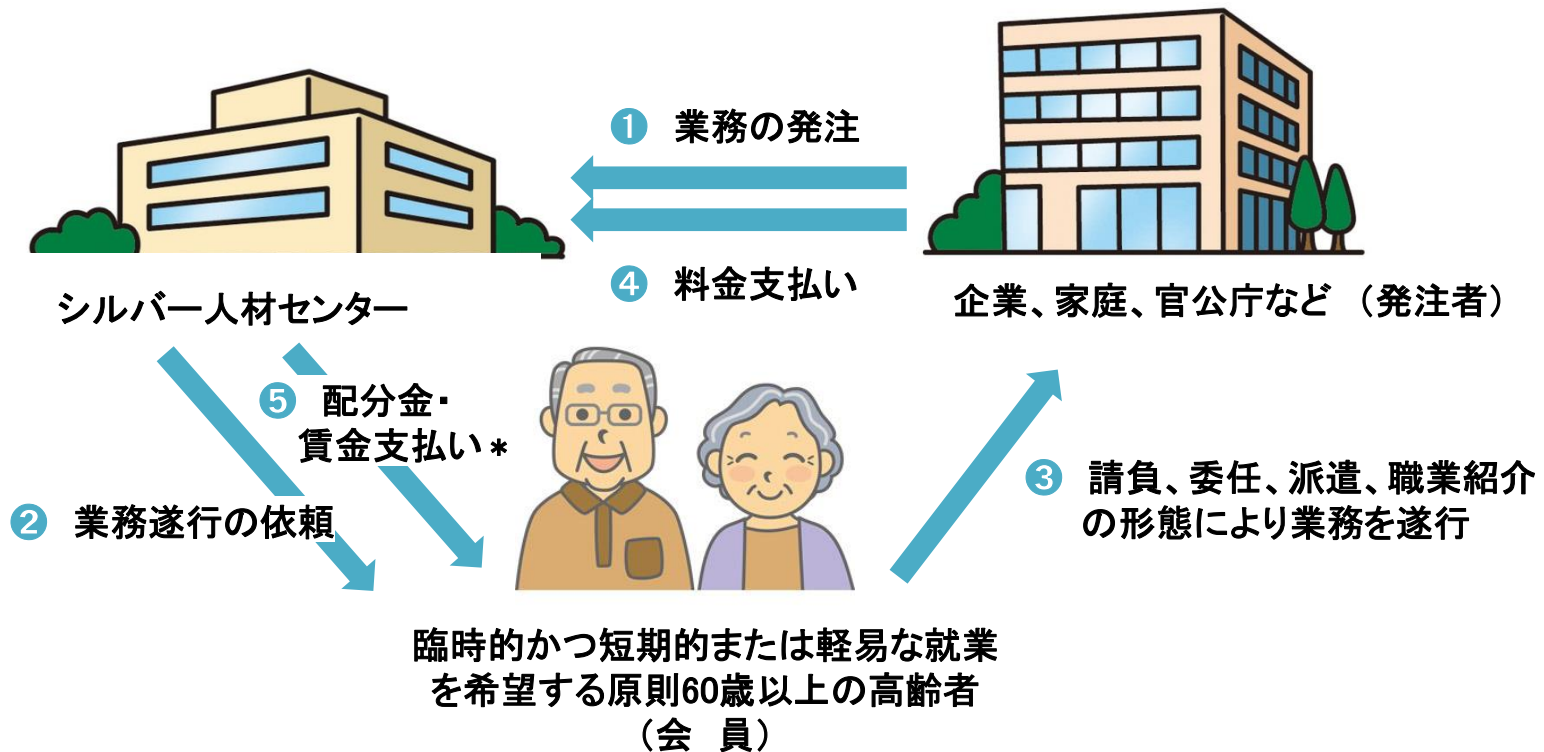 ❶ 業務の発注
❹ 料金支払い
シルバー人材センター
企業、家庭、官公庁など （発注者）
❺ 配分金・
賃金支払い＊
❷ 業務遂行の依頼
❸ 請負、委任、派遣、職業紹介
の形態により業務を遂行
臨時的かつ短期的または軽易な就業
を希望する原則60歳以上の高齢者
（会　員）